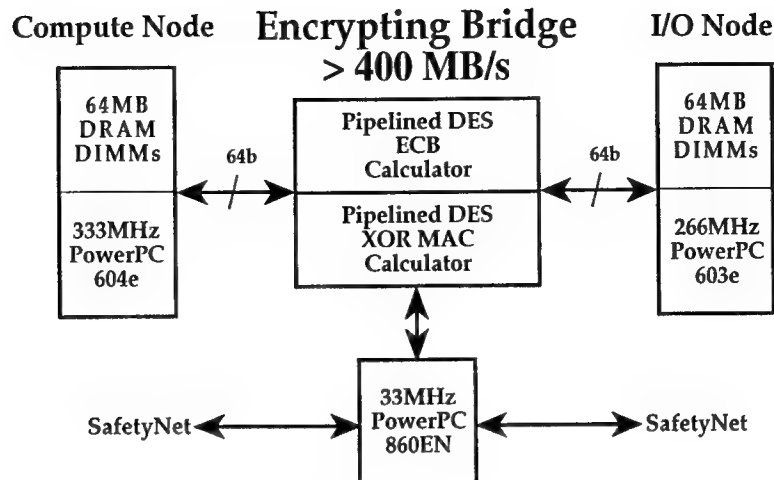 Compute Node
Encrypting Bridge
> 400 MB/s
I/O Node
64MB
DRAM
DIMMs
333MHz
PowerPC
604e
64b
Pipelined DES
ECB
Calculator
Pipelined DES
XOR MAC
Calculator
64b
64MB
DRAM
DIMMs
266MHz
PowerPC
603e
SafetyNet
33MHz
PowerPC
860EN
SafetyNet